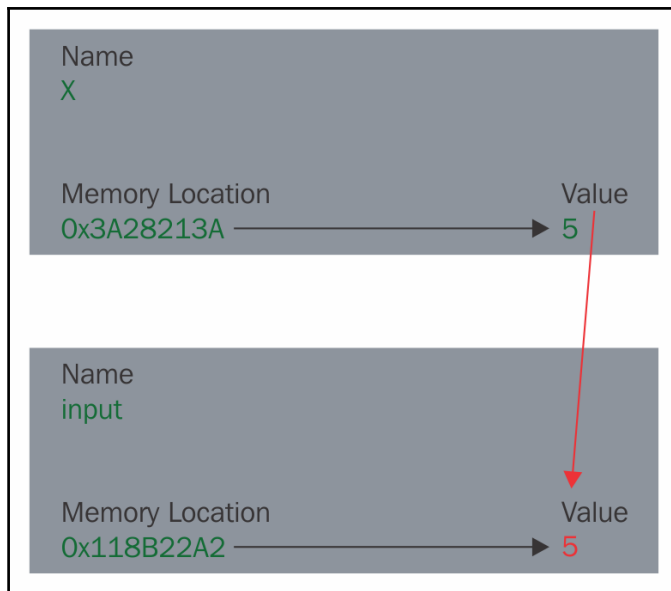 Name
X
Memory Location Value
0x3A28213A 5
Name
input
Memory Location Value
0x118B22A2 5